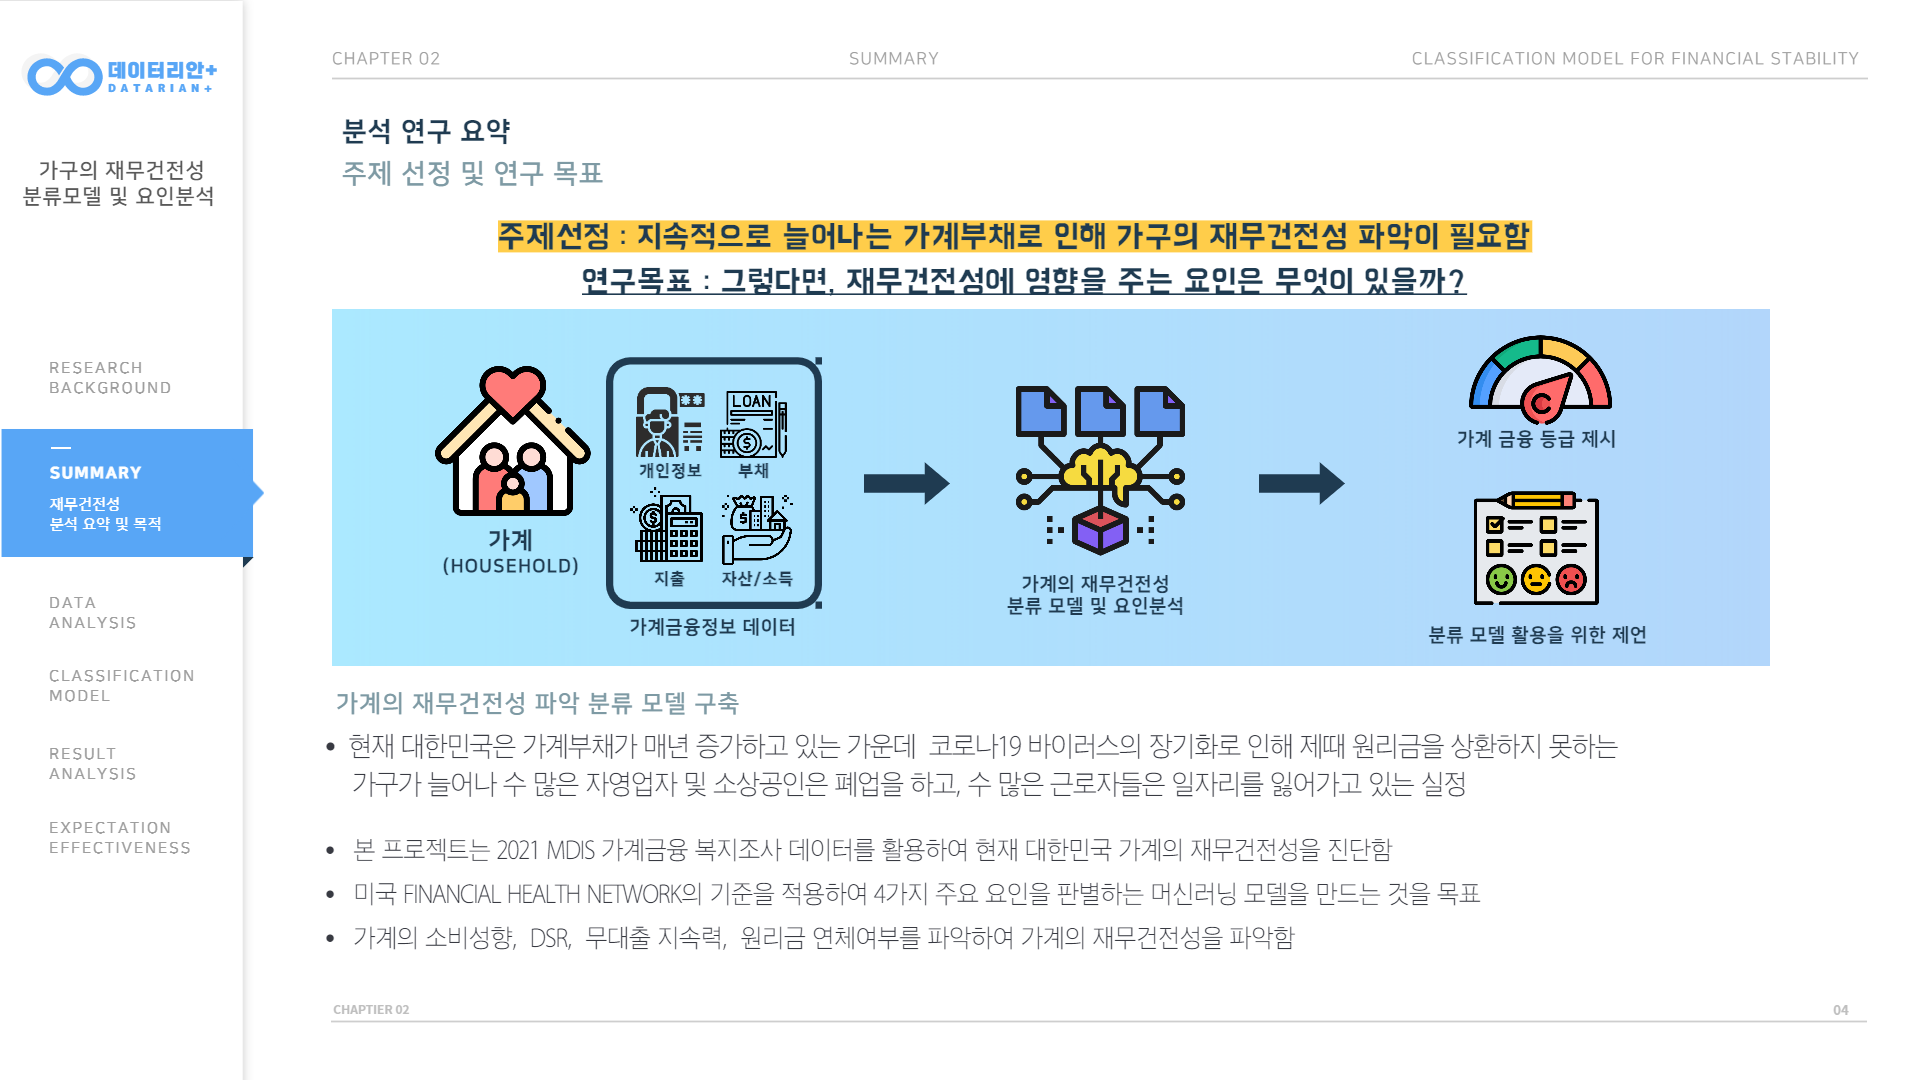 데이터리안+
DATARIAN+
가구의 재무건전성
분류모델 및 요인분석
RESEARCH
BACKGROUND
SUMMARY
재무건전성
분석 요약 및 목적
DATA
ANALYSIS
CLASSIFICATION
MODEL
RESULT
ANALYSIS
EXPECTATION
EFFECTIVENESS
CHAPTER 02
SUMMARY
CLASSIFICATION MODEL FOR FINANCIAL STABILITY
분석 연구 요약
주제 선정 및 연구 목표
주제선정 : 지속적으로 늘어나는 가계부채로 인해 가구의 재무건전성 파악이 필요함
연구목표 : 그렇다면, 재무건전성에 영향을 주는 요인은 무엇이 있을까?
가계
(HOUSEHOLD)
LOAN
개인정보
부채
지출
자산/소득
가계금융정보 데이터
가계의 재무건전성
분류 모델 및 요인분석
C
가계 금융 등급 제시
분류 모델 활용을 위한 제언
가계의 재무건전성 파악 분류 모델 구축
• 현재 대한민국은 가계부채가 매년 증가하고 있는 가운데 코로나19 바이러스의 장기화로 인해 제때 원리금을 상환하지 못하는
가구가 늘어나 수 많은 자영업자 및 소상공인은 폐업을 하고, 수 많은 근로자들은 일자리를 잃어가고 있는 실정
• 본 프로젝트는 2021 MDIS 가계금융 복지조사 데이터를 활용하여 현재 대한민국 가계의 재무건전성을 진단함
• 미국 FINANCIAL HEALTH NETWORK의 기준을 적용하여 4가지 주요 요인을 판별하는 머신러닝 모델을 만드는 것을 목표
• 가계의 소비성향, DSR, 무대출 지속력, 원리금 연체여부를 파악하여 가계의 재무건전성을 파악함
CHAPTIER 02
04